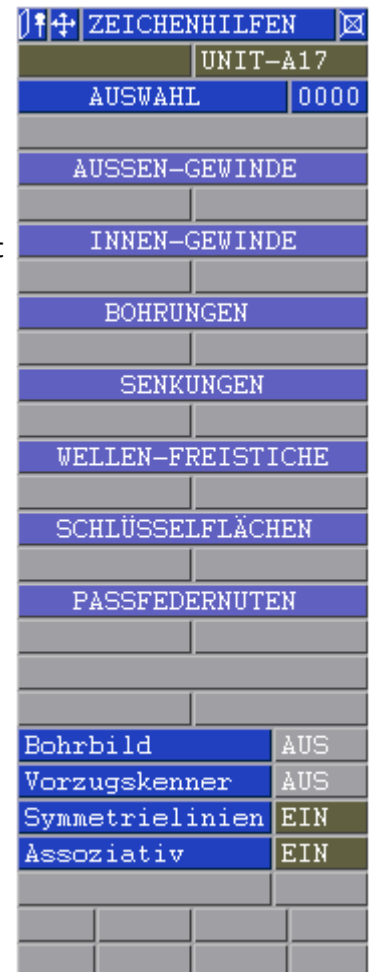 ZEICHENHILFEN
UNIT-A17
AUSWAHL 0000
AUSSEN-GEWINDE
INNEN-GEWINDE
BOHRUNGEN
SENKUNGEN
WELLEN-FREISTICHE
SCHLÜSSELFLÄCHEN
PASSFEDERNUTEN
Bohrbild AUS
Vorzugskenner AUS
Symmetrielinien EIN
Assoziativ EIN